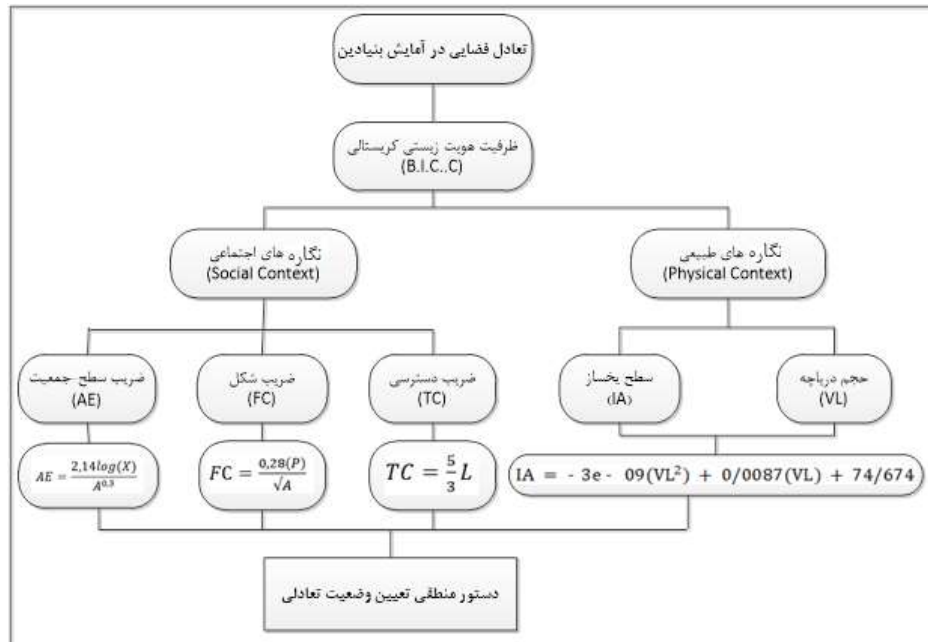 تعادل فضایی در آمایش بنیادین
ظرفیت هویت زیستی کریستالی
(B.I.C..C)
نگاره های طبیعی
(Physical Context)
نگاره های اجتماعی
(Social Context)
حجم دریاچه
(VL)
سطح یخساز
(IA)
ضریب دسترسی
(TC)
ضریب شکل
(FC)
ضریب سطح جمعیت
(AE)
IA = - 3e - 09(VL²) + 0/0087(VL) + 74/674
TC = 5/3 L
FC = 0,28(P)/√A
AE = 2,14log(X)/A^0,3
دستور منطقی تعیین وضعیت تعادلی